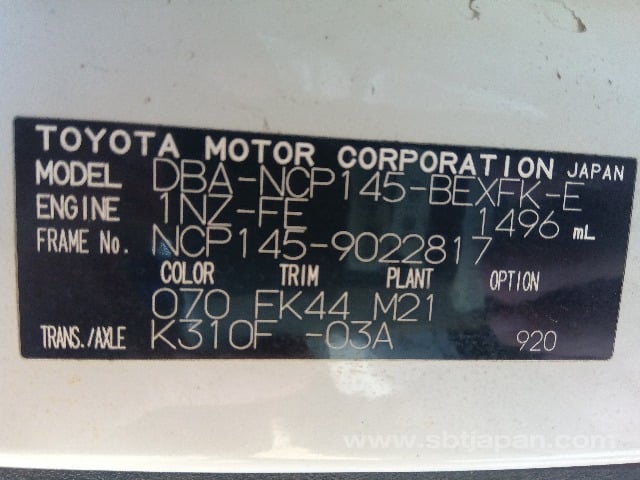 TOYOTA MOTOR CORPORATION JAPAN
MODEL DBA-NCP145-BEXFK-E
ENGINE 1NZ-FE 1496 mL
FRAME No. NCP145-9022817
COLOR TRIM PLANT OPTION
070 FK44 M21
TRANS./AXLE K310F -03A 920
www.sbtjapan.com